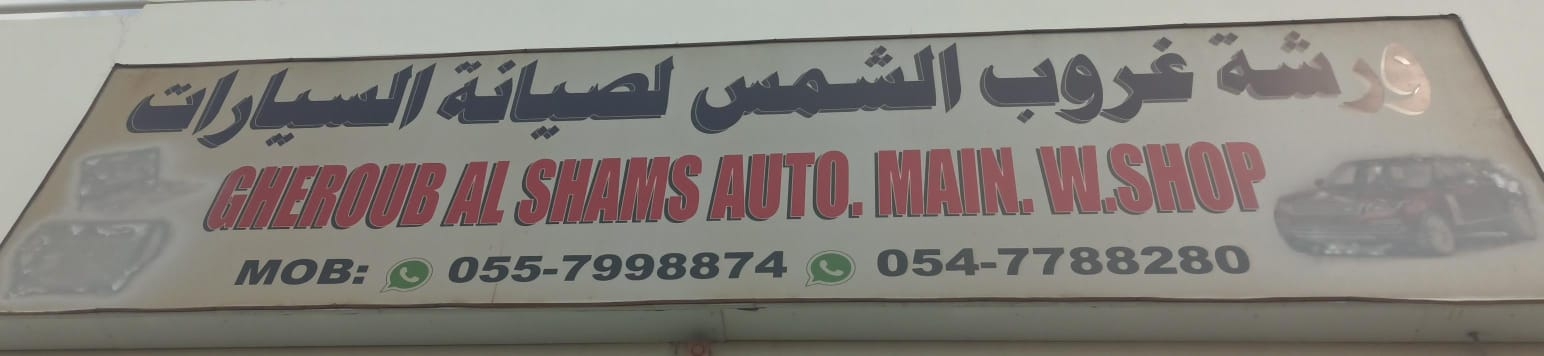 ورشة غروب الشمس لصيانة السيارات
GHEROUB AL SHAMS AUTO. MAIN. W.SHOP
MOB: 055-7998874 054-7788280